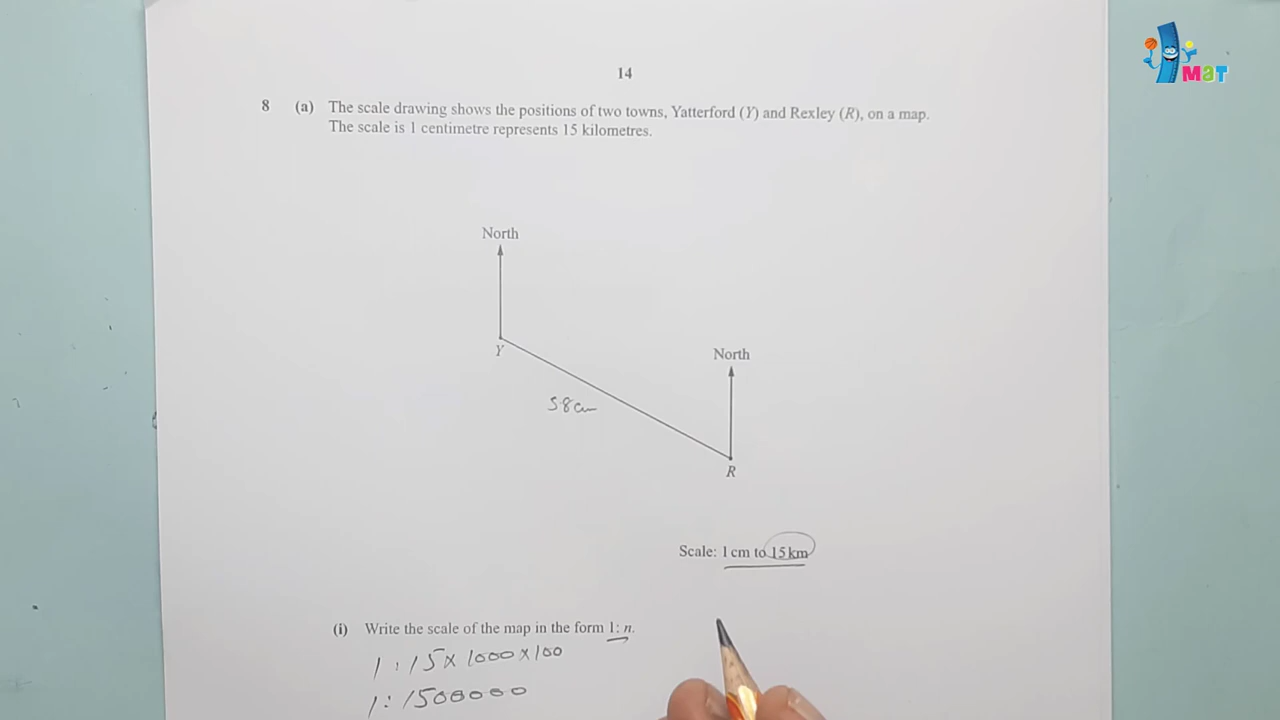 MaT
14
8 (a) The scale drawing shows the positions of two towns, Yatterford (Y) and Rexley (R), on a map.
The scale is 1 centimetre represents 15 kilometres.
North
Y
North
5.8cm
R
Scale: 1 cm to 15 km
(i) Write the scale of the map in the form 1: n.
1 : 15 x 1000 x 100
1 : 1500000